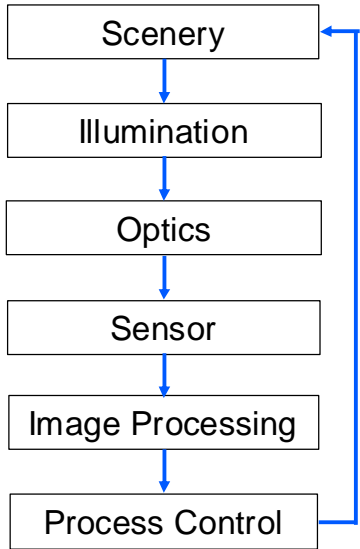 Scenery
Illumination
Optics
Sensor
Image Processing
Process Control